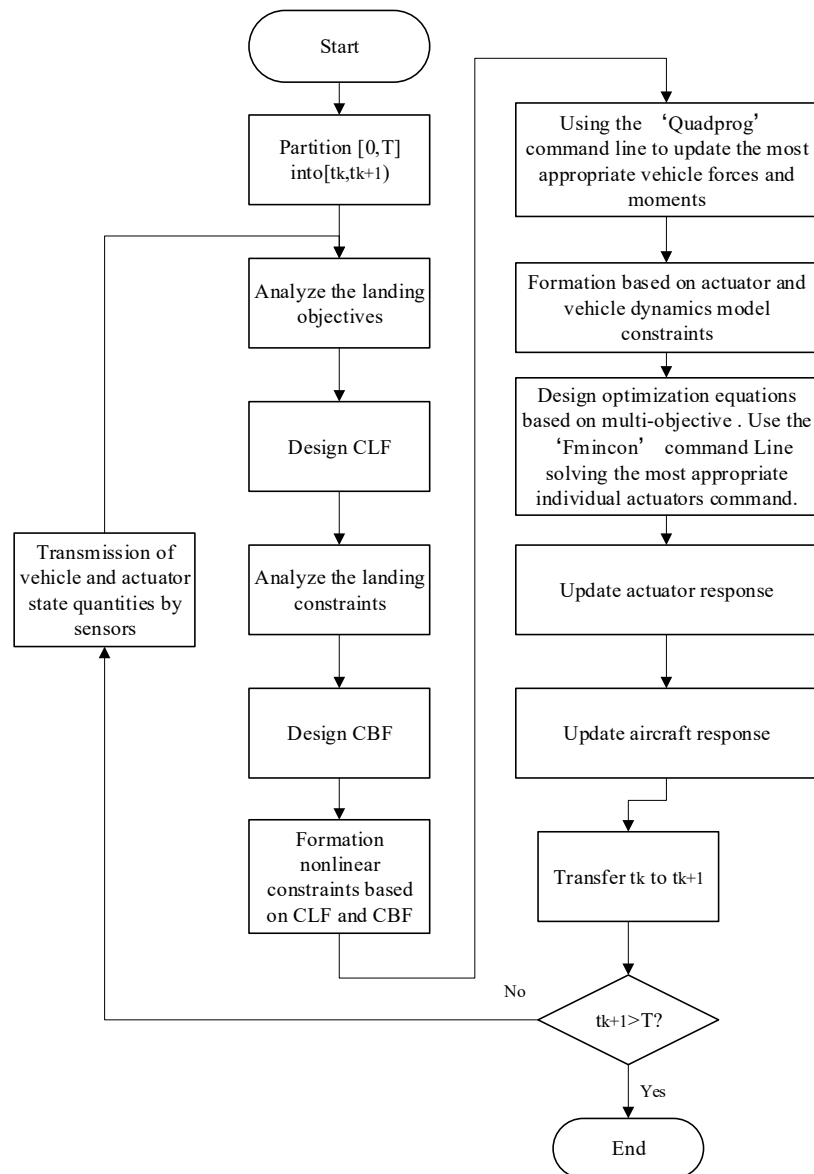 Start
Partition [0,T]
into[tk,tk+1)
Analyze the landing
objectives
Design CLF
Analyze the landing
constraints
Design CBF
Formation
nonlinear
constraints based
on CLF and CBF
Transmission of
vehicle and actuator
state quantities by
sensors
Using the ‘Quadprog’
command line to update the most
appropriate vehicle forces and
moments
Formation based on actuator and
vehicle dynamics model
constraints
Design optimization equations
based on multi-objective . Use the
‘Fmincon’ command Line
solving the most appropriate
individual actuators command.
Update actuator response
Update aircraft response
Transfer tk to tk+1
No
tk+1>T?
Yes
End